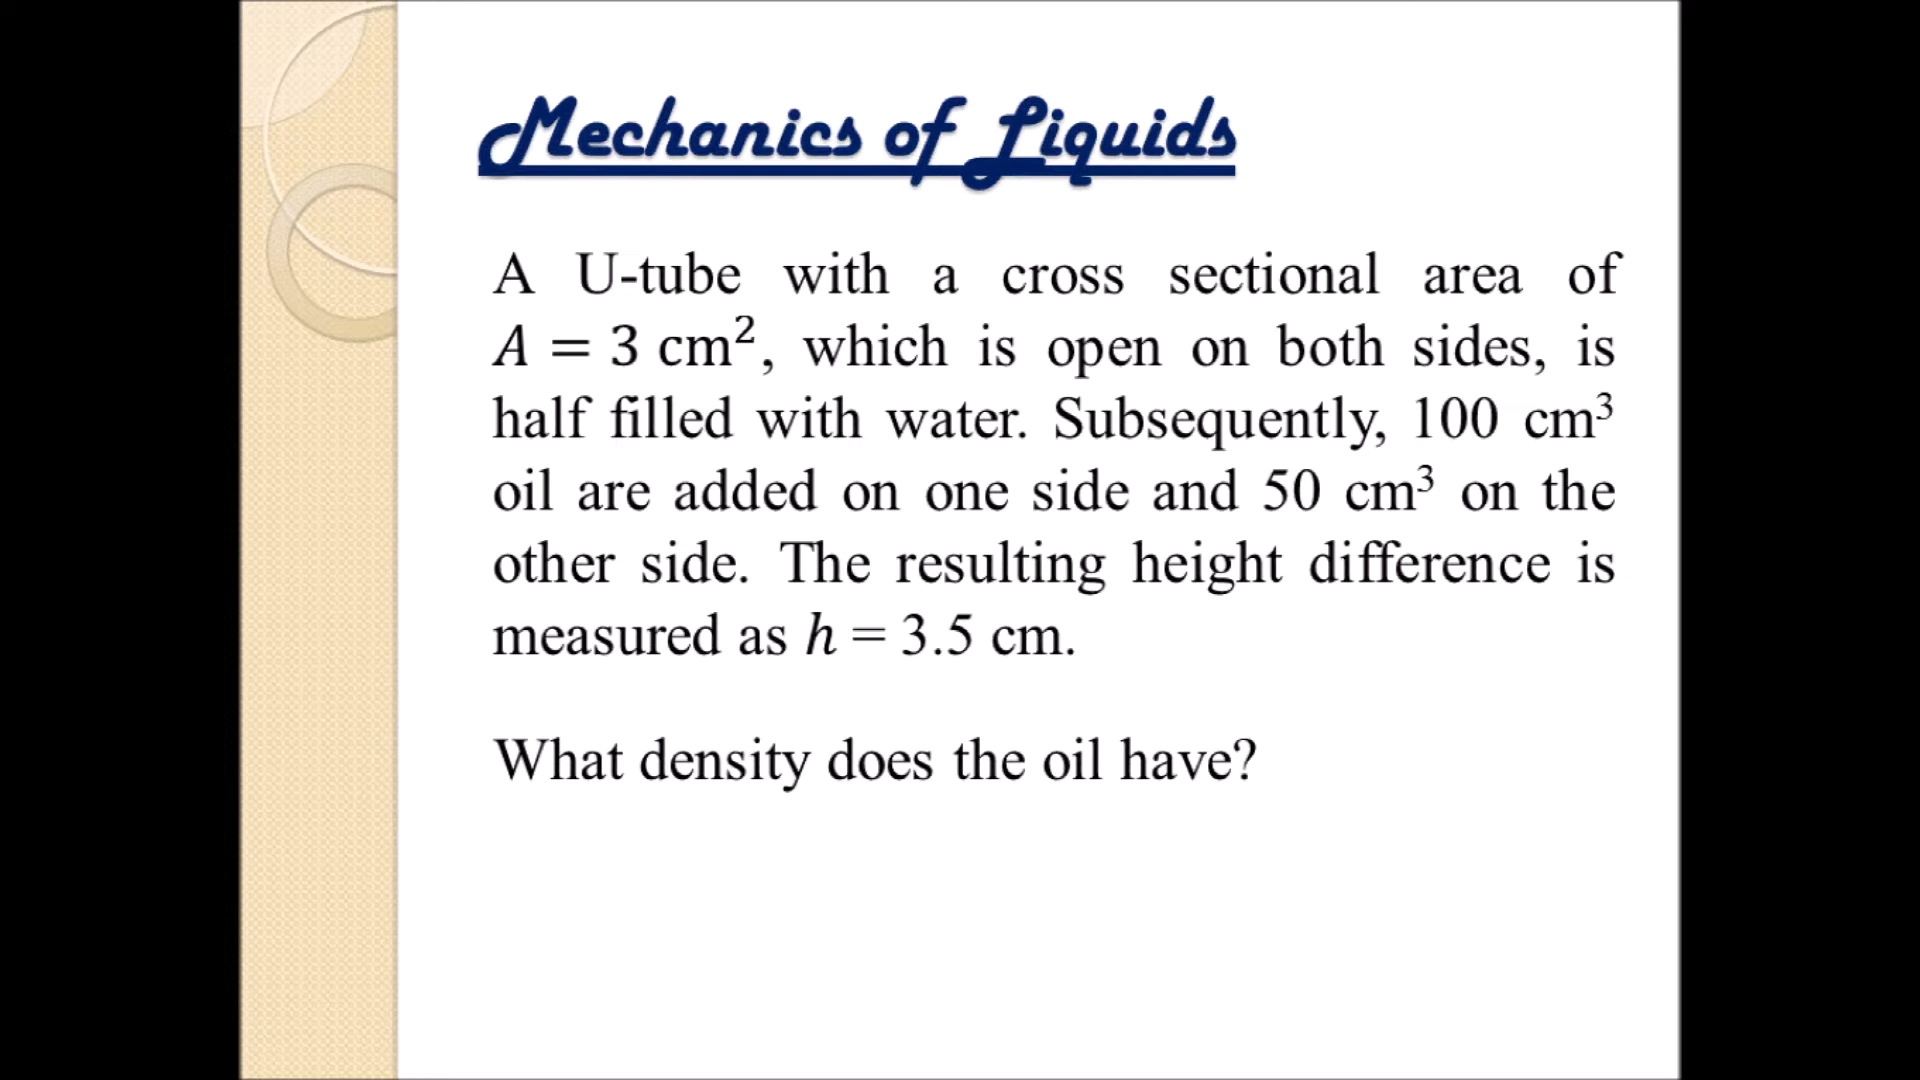 Mechanics of Liquids
A U-tube with a cross sectional area of
A = 3 cm², which is open on both sides, is
half filled with water. Subsequently, 100 cm³
oil are added on one side and 50 cm³ on the
other side. The resulting height difference is
measured as h = 3.5 cm.
What density does the oil have?